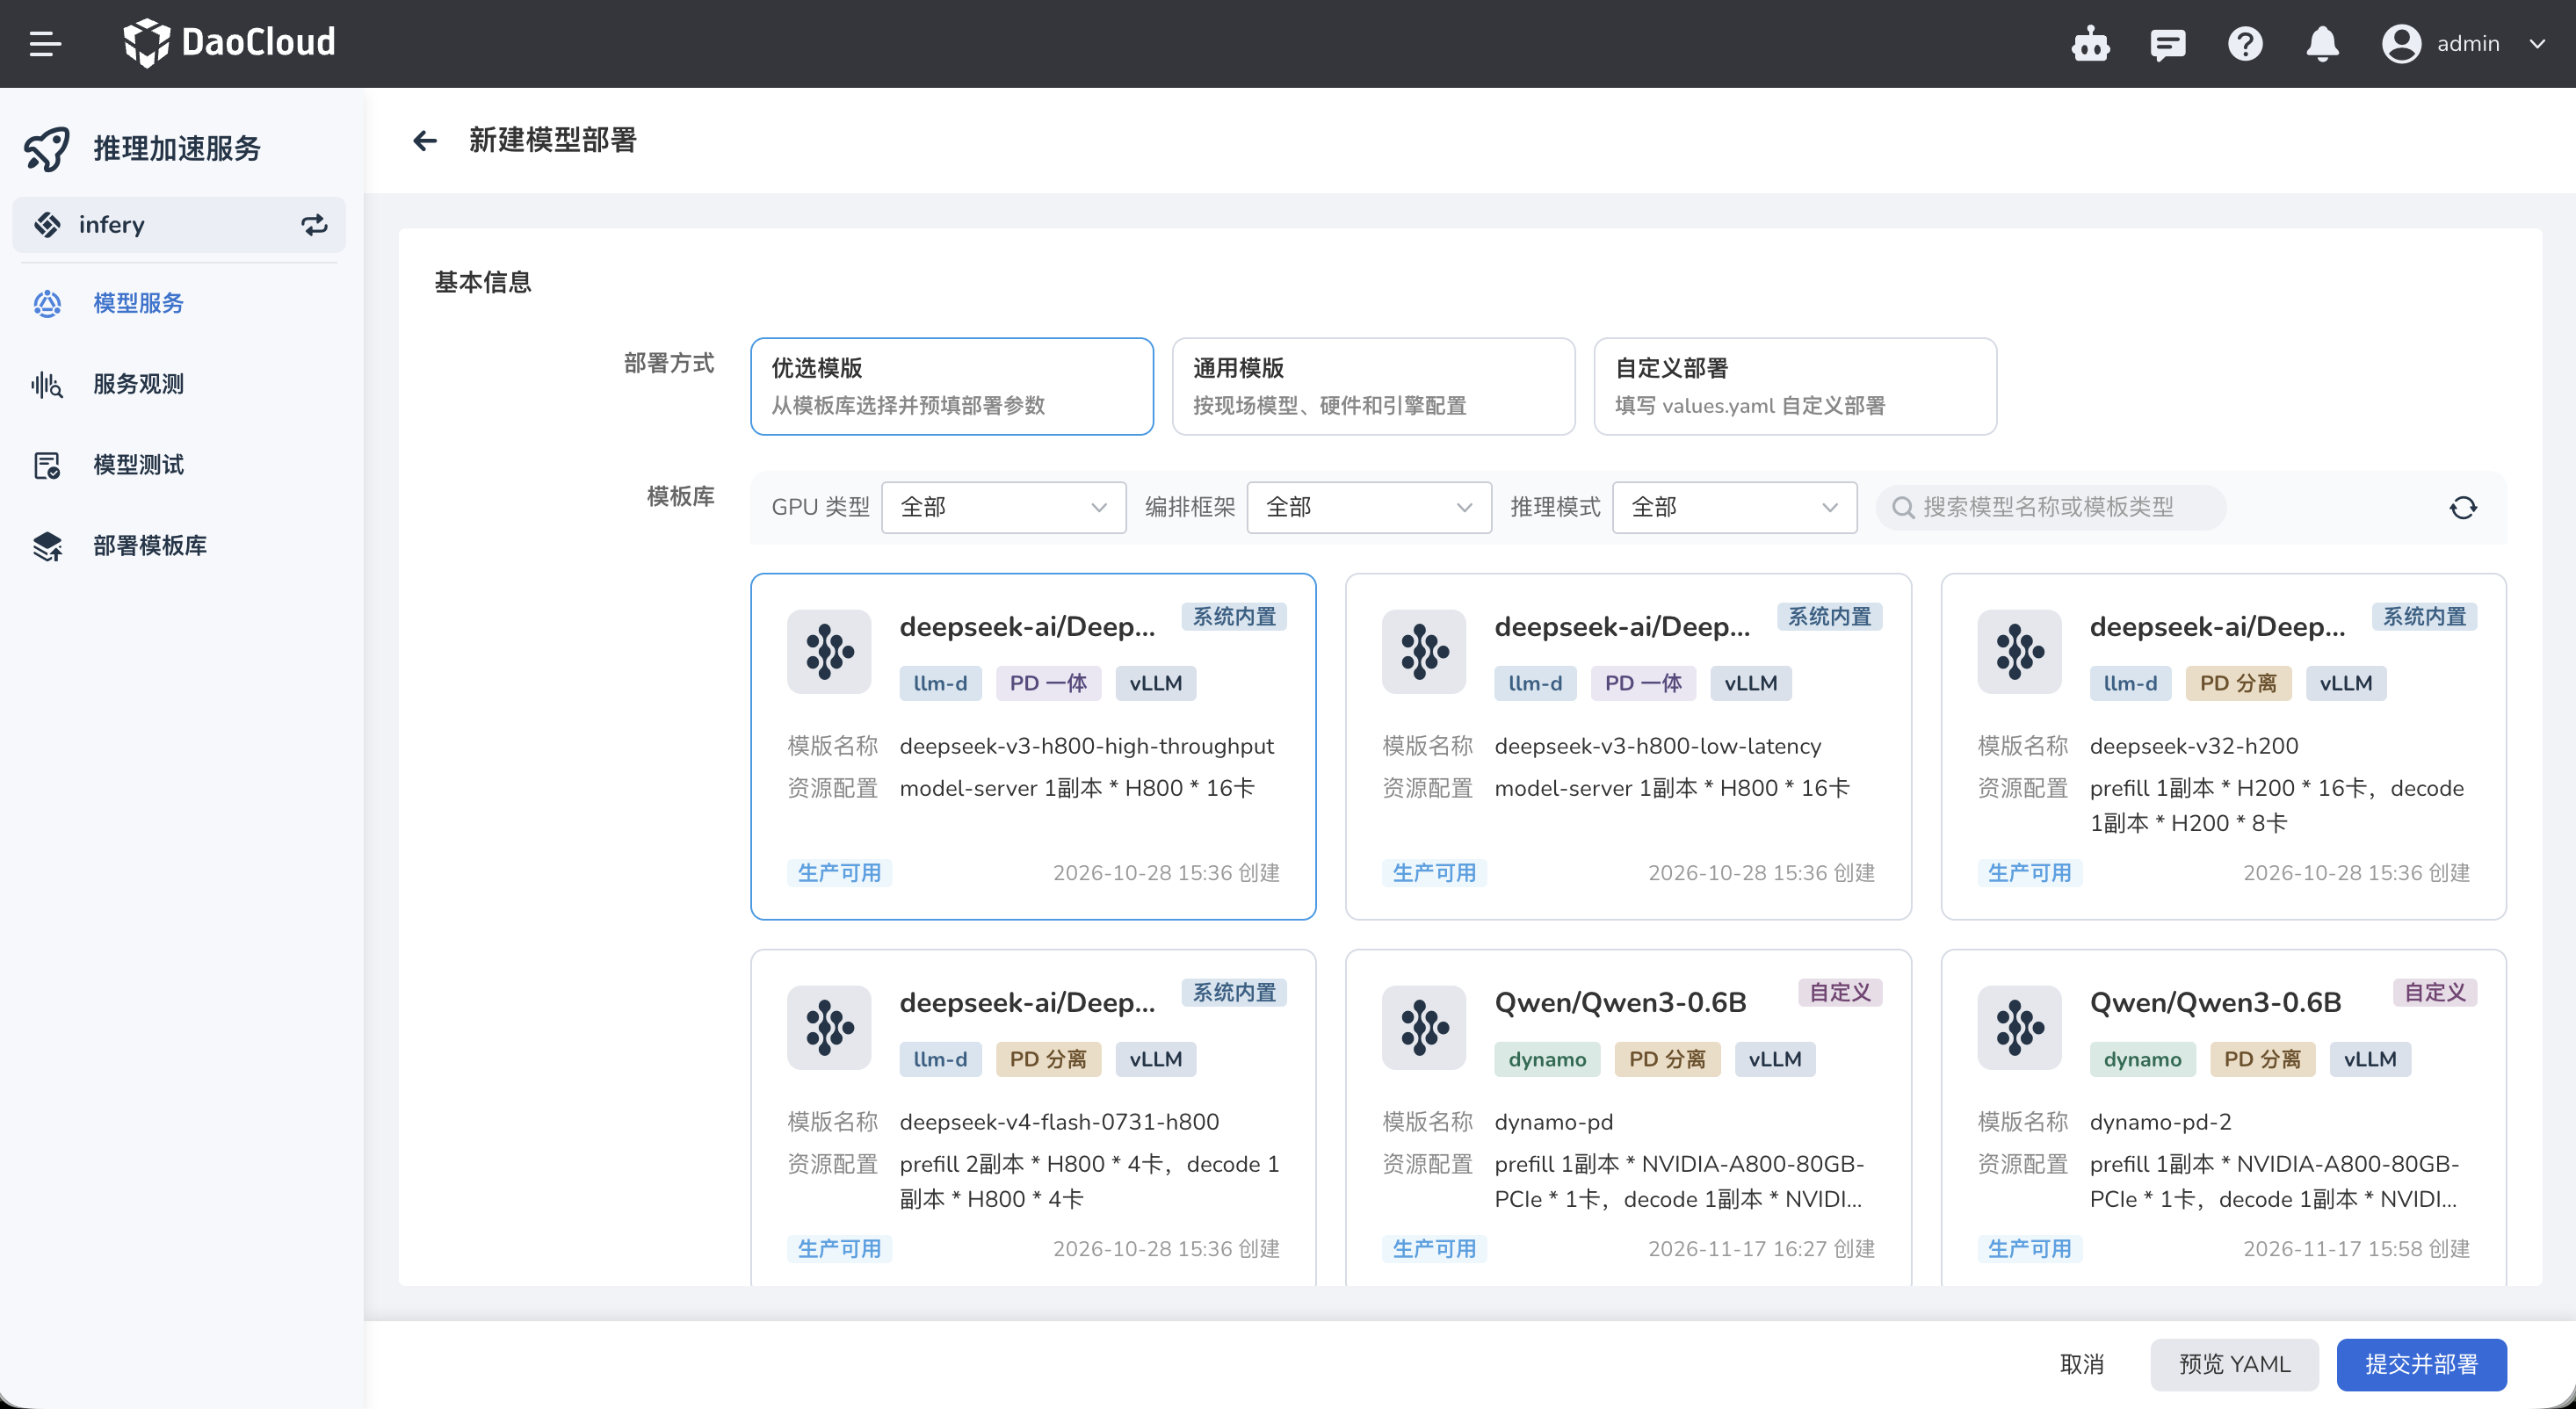 DaoCloud
admin
推理加速服务
infery
模型服务
服务观测
模型测试
部署模板库
新建模型部署
基本信息
部署方式
优选模版
从模板库选择并预填部署参数
通用模版
按现场模型、硬件和引擎配置
自定义部署
填写 values.yaml 自定义部署
模板库
GPU 类型 全部
编排框架 全部
推理模式 全部
搜索模型名称或模板类型
deepseek-ai/Deep... 系统内置
llm-d PD 一体 vLLM
模版名称 deepseek-v3-h800-high-throughput
资源配置 model-server 1副本 * H800 * 16卡
生产可用 2026-10-28 15:36 创建
deepseek-ai/Deep... 系统内置
llm-d PD 一体 vLLM
模版名称 deepseek-v3-h800-low-latency
资源配置 model-server 1副本 * H800 * 16卡
生产可用 2026-10-28 15:36 创建
deepseek-ai/Deep... 系统内置
llm-d PD 分离 vLLM
模版名称 deepseek-v32-h200
资源配置 prefill 1副本 * H200 * 16卡，decode
1副本 * H200 * 8卡
生产可用 2026-10-28 15:36 创建
deepseek-ai/Deep... 系统内置
llm-d PD 分离 vLLM
模版名称 deepseek-v4-flash-0731-h800
资源配置 prefill 2副本 * H800 * 4卡，decode 1
副本 * H800 * 4卡
生产可用 2026-10-28 15:36 创建
Qwen/Qwen3-0.6B 自定义
dynamo PD 分离 vLLM
模版名称 dynamo-pd
资源配置 prefill 1副本 * NVIDIA-A800-80GB-
PCIe * 1卡，decode 1副本 * NVIDI...
生产可用 2026-11-17 16:27 创建
Qwen/Qwen3-0.6B 自定义
dynamo PD 分离 vLLM
模版名称 dynamo-pd-2
资源配置 prefill 1副本 * NVIDIA-A800-80GB-
PCIe * 1卡，decode 1副本 * NVIDI...
生产可用 2026-11-17 15:58 创建
取消
预览 YAML
提交并部署